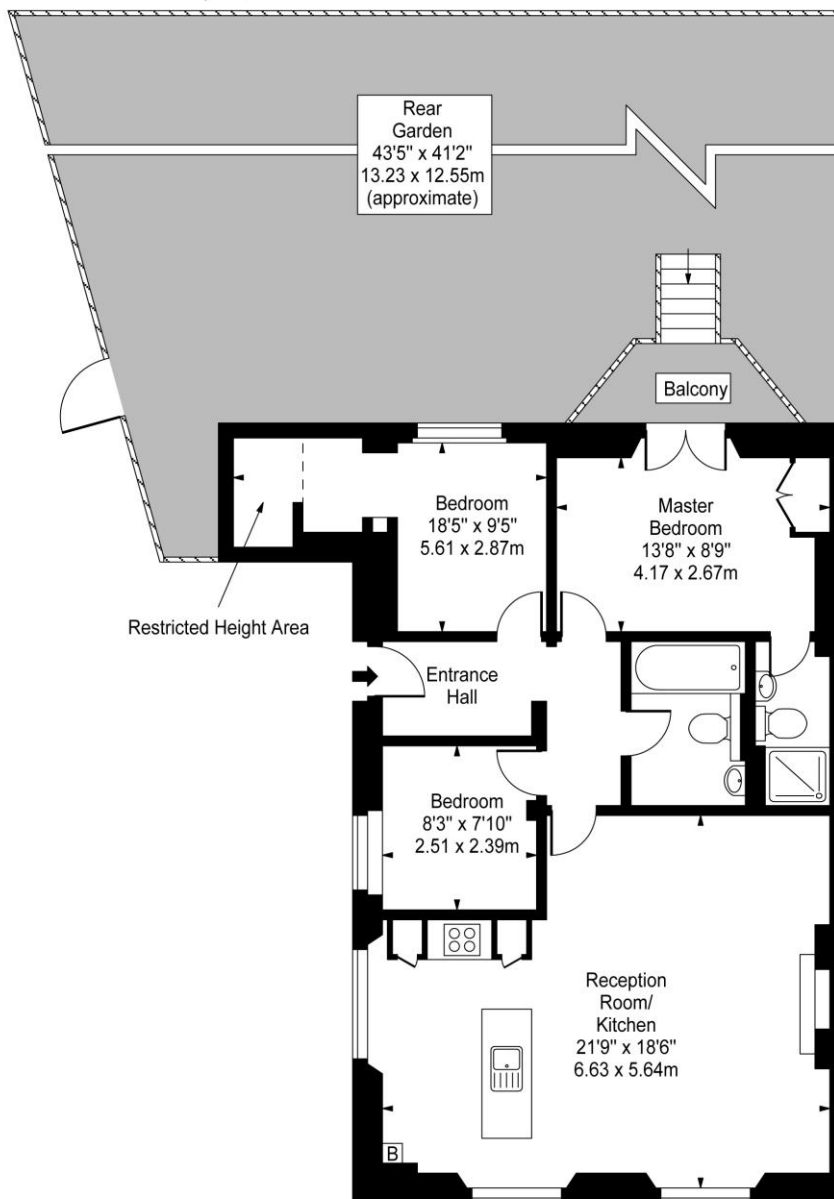 Rear
Garden
43'5" x 41'2"
13.23 x 12.55m
(approximate)
Balcony
Bedroom
18'5" x 9'5"
5.61 x 2.87m
Master
Bedroom
13'8" x 8'9"
4.17 x 2.67m
Restricted Height Area
Entrance
Hall
Bedroom
8'3" x 7'10"
2.51 x 2.39m
Reception
Room/
Kitchen
21'9" x 18'6"
6.63 x 5.64m
B